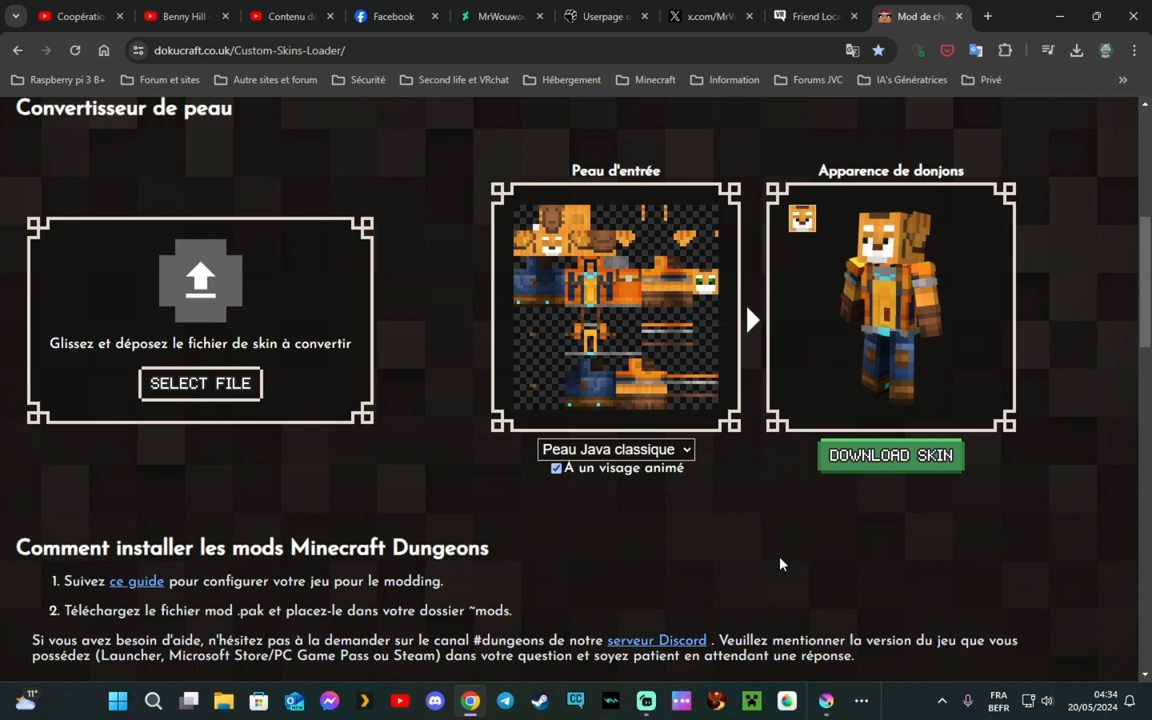 Coopératio
Benny Hill -
Contenu de
Facebook
MrWouwou
Userpage o
x.com/MrW
Friend Loca
Mod de cha
dokucraft.co.uk/Custom-Skins-Loader/
Raspberry pi 3 B+
Forum et sites
Autre sites et forum
Sécurité
Second life et VRchat
Hébergement
Minecraft
Information
Forums JVC
IA's Génératrices
Privé
Convertisseur de peau
Peau d'entrée
Apparence de donjons
Glissez et déposez le fichier de skin à convertir
SELECT FILE
Peau Java classique
A un visage animé
DOWNLOAD SKIN
Comment installer les mods Minecraft Dungeons
1. Suivez ce guide pour configurer votre jeu pour le modding.
2. Téléchargez le fichier mod .pak et placez-le dans votre dossier ~mods.
Si vous avez besoin d'aide, n'hésitez pas à la demander sur le canal #dungeons de notre serveur Discord . Veuillez mentionner la version du jeu que vous
possédez (Launcher, Microsoft Store/PC Game Pass ou Steam) dans votre question et soyez patient en attendant une réponse.
11°
FRA
BEFR
04:34
20/05/2024